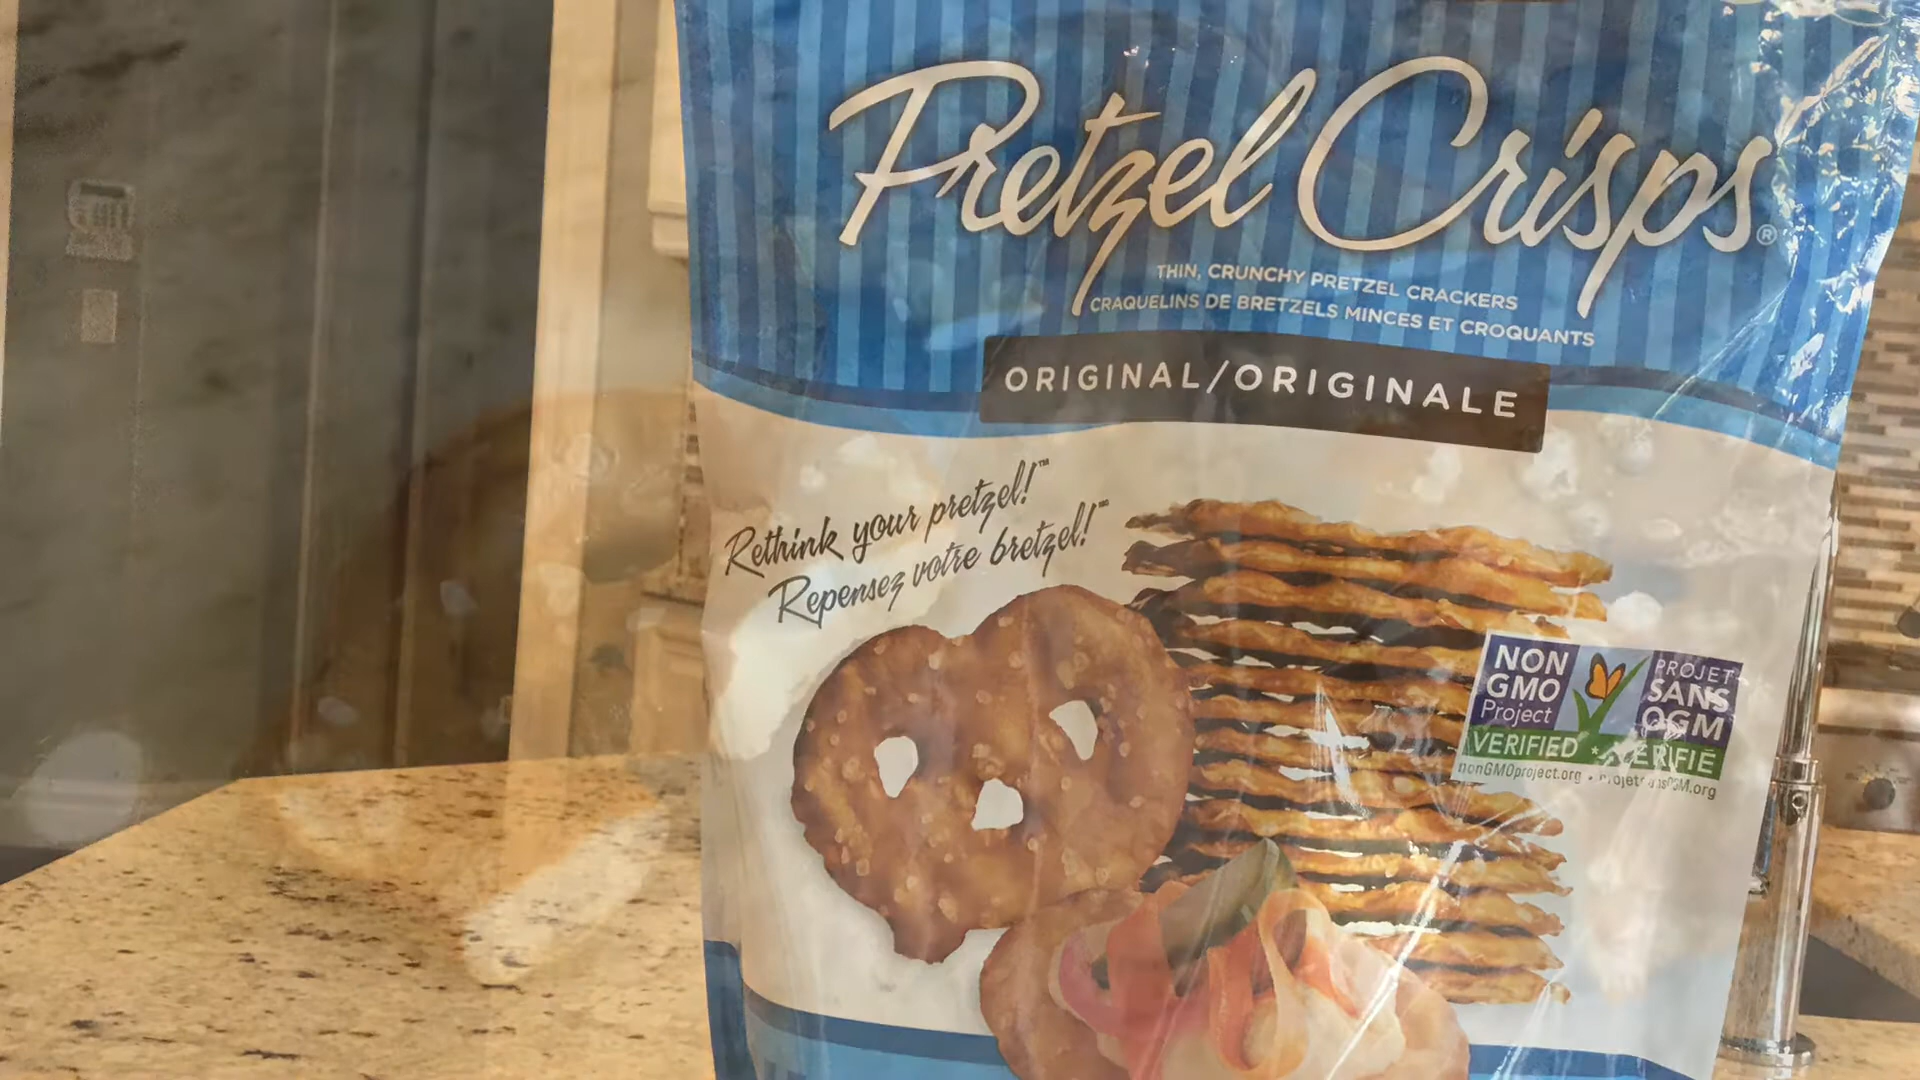 Pretzel Crisps®
THIN, CRUNCHY PRETZEL CRACKERS
CRAQUELINS DE BRETZELS MINCES ET CROQUANTS
ORIGINAL/ORIGINALE
Rethink your pretzel!™
Repensez votre bretzel!™
NON
GMO
Project
PROJET
SANS
OGM
VERIFIED * VÉRIFIÉ
nonGMOproject.org •